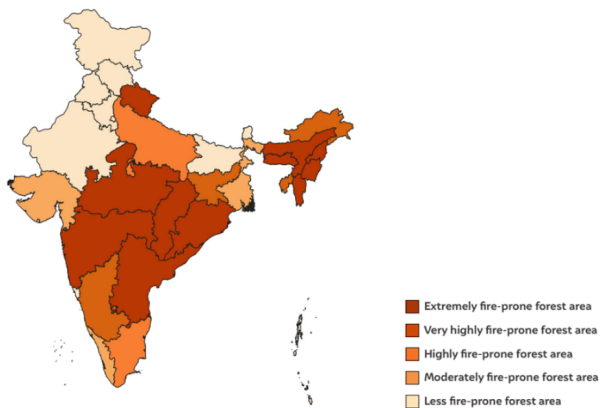 Extremely fire-prone forest area
Very highly fire-prone forest area
Highly fire-prone forest area
Moderately fire-prone forest area
Less fire-prone forest area